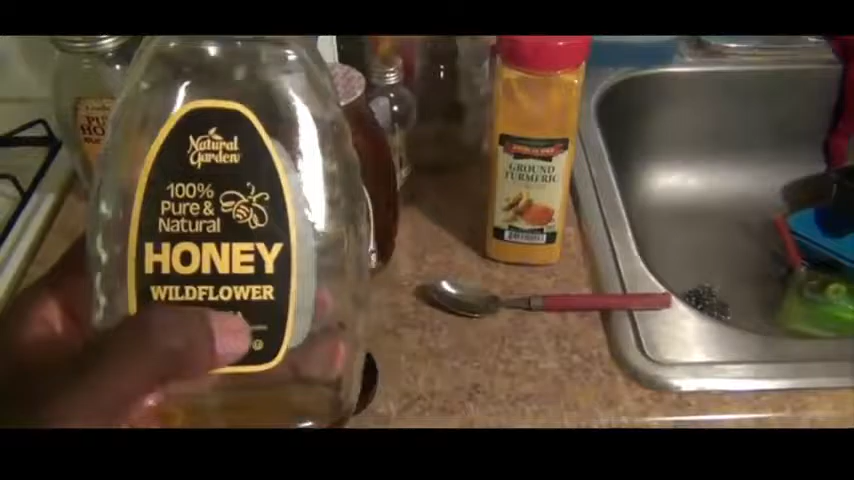 Natural
Garden
100%
Pure &
Natural
HONEY
WILDFLOWER
GROUND
TURMERIC